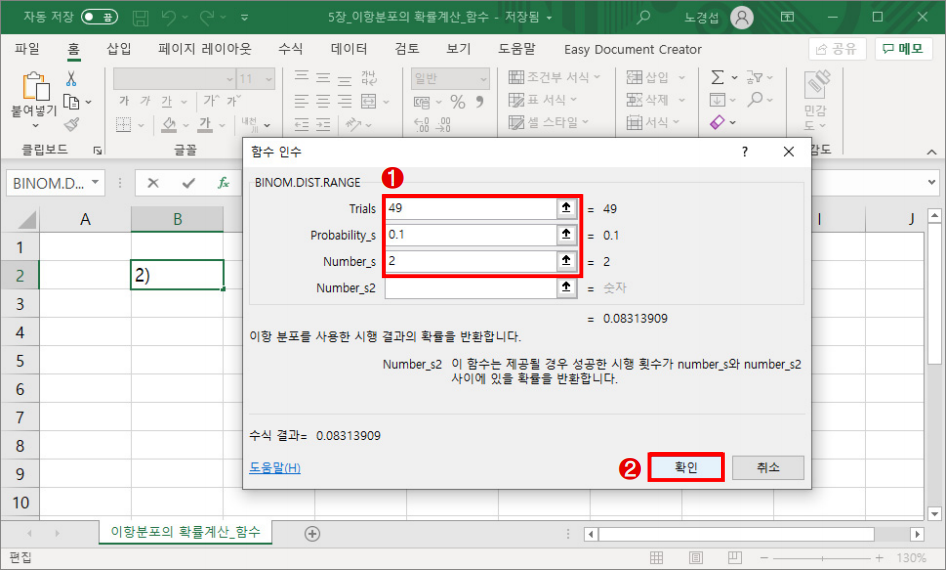 자동 저장 끔 5장_이항분포의 확률계산_함수 - 저장됨 노경섭
파일 홈 삽입 페이지 레이아웃 수식 데이터 검토 보기 도움말 Easy Document Creator 공유 메모
붙여넣기
11
가 가 가 가 가
가
내천
가나
일반
% 9
조건부 서식
표 서식
셀 스타일
삽입
삭제
서식
민감
도
클립보드 글꼴 감도
BINOM.D... fx
함수 인수 ?
BINOM.DIST.RANGE 1
Trials 49 = 49
Probability_s 0.1 = 0.1
Number_s 2 = 2
Number_s2 = 숫자
= 0.08313909
이항 분포를 사용한 시행 결과의 확률을 반환합니다.
Number_s2 이 함수는 제공될 경우 성공한 시행 횟수가 number_s와 number_s2
사이에 있을 확률을 반환합니다.
수식 결과= 0.08313909
도움말(H) 2 확인 취소
A B I J
1
2 2)
3
4
5
6
7
8
9
10
이항분포의 확률계산_함수
편집 130%